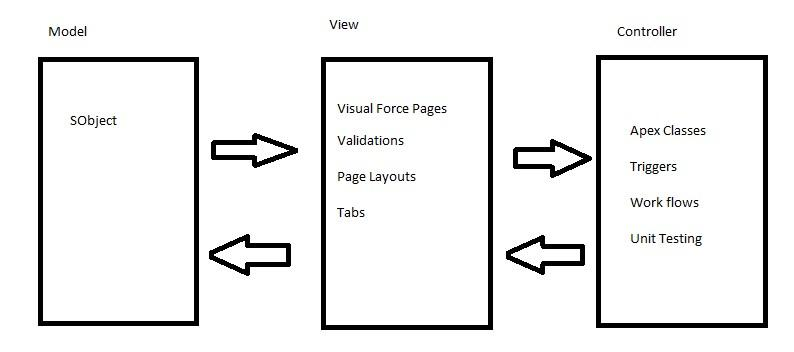 Model
SObject
View
Visual Force Pages
Validations
Page Layouts
Tabs
Controller
Apex Classes
Triggers
Work flows
Unit Testing